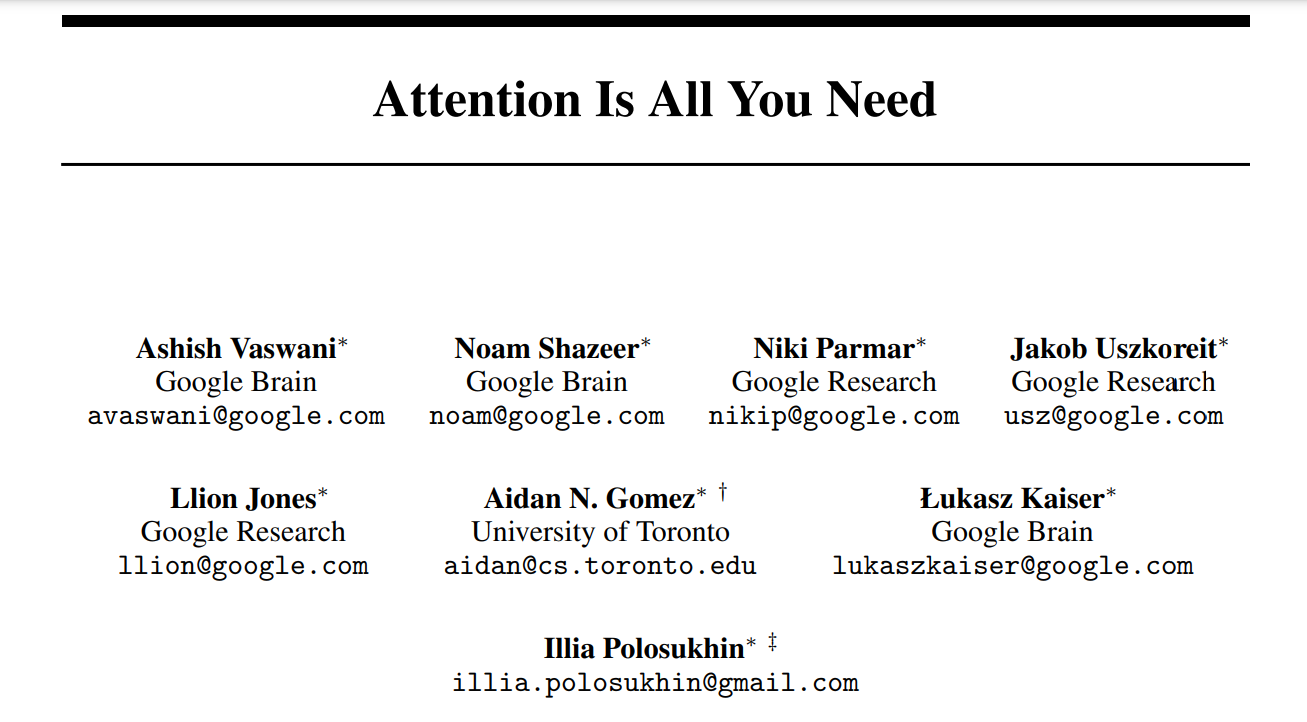 Attention Is All You Need
Ashish Vaswani* Noam Shazeer* Niki Parmar* Jakob Uszkoreit*
Google Brain Google Brain Google Research Google Research
avaswani@google.com noam@google.com nikip@google.com usz@google.com
Llion Jones* Aidan N. Gomez* † Łukasz Kaiser*
Google Research University of Toronto Google Brain
llion@google.com aidan@cs.toronto.edu lukaszkaiser@google.com
Illia Polosukhin* ‡
illia.polosukhin@gmail.com